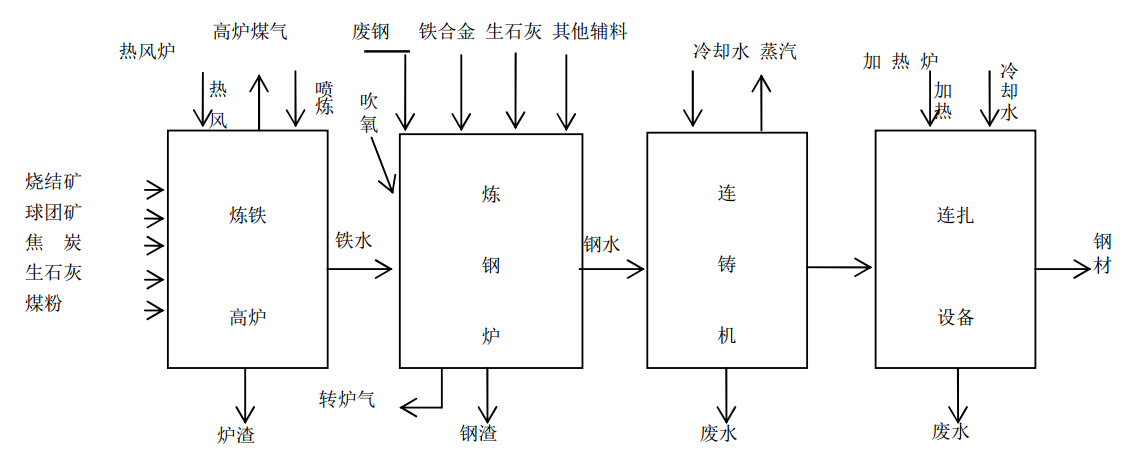 高炉煤气
废钢 铁合金 生石灰 其他辅料
热风炉
冷却水 蒸汽
加 热 炉
热风
喷炼
吹氧
加热
冷却水
烧结矿
球团矿
焦 炭
生石灰
煤粉
炼铁
高炉
铁水
炼
钢
炉
钢水
连
铸
机
连扎
设备
钢材
转炉气
炉渣
钢渣
废水
废水